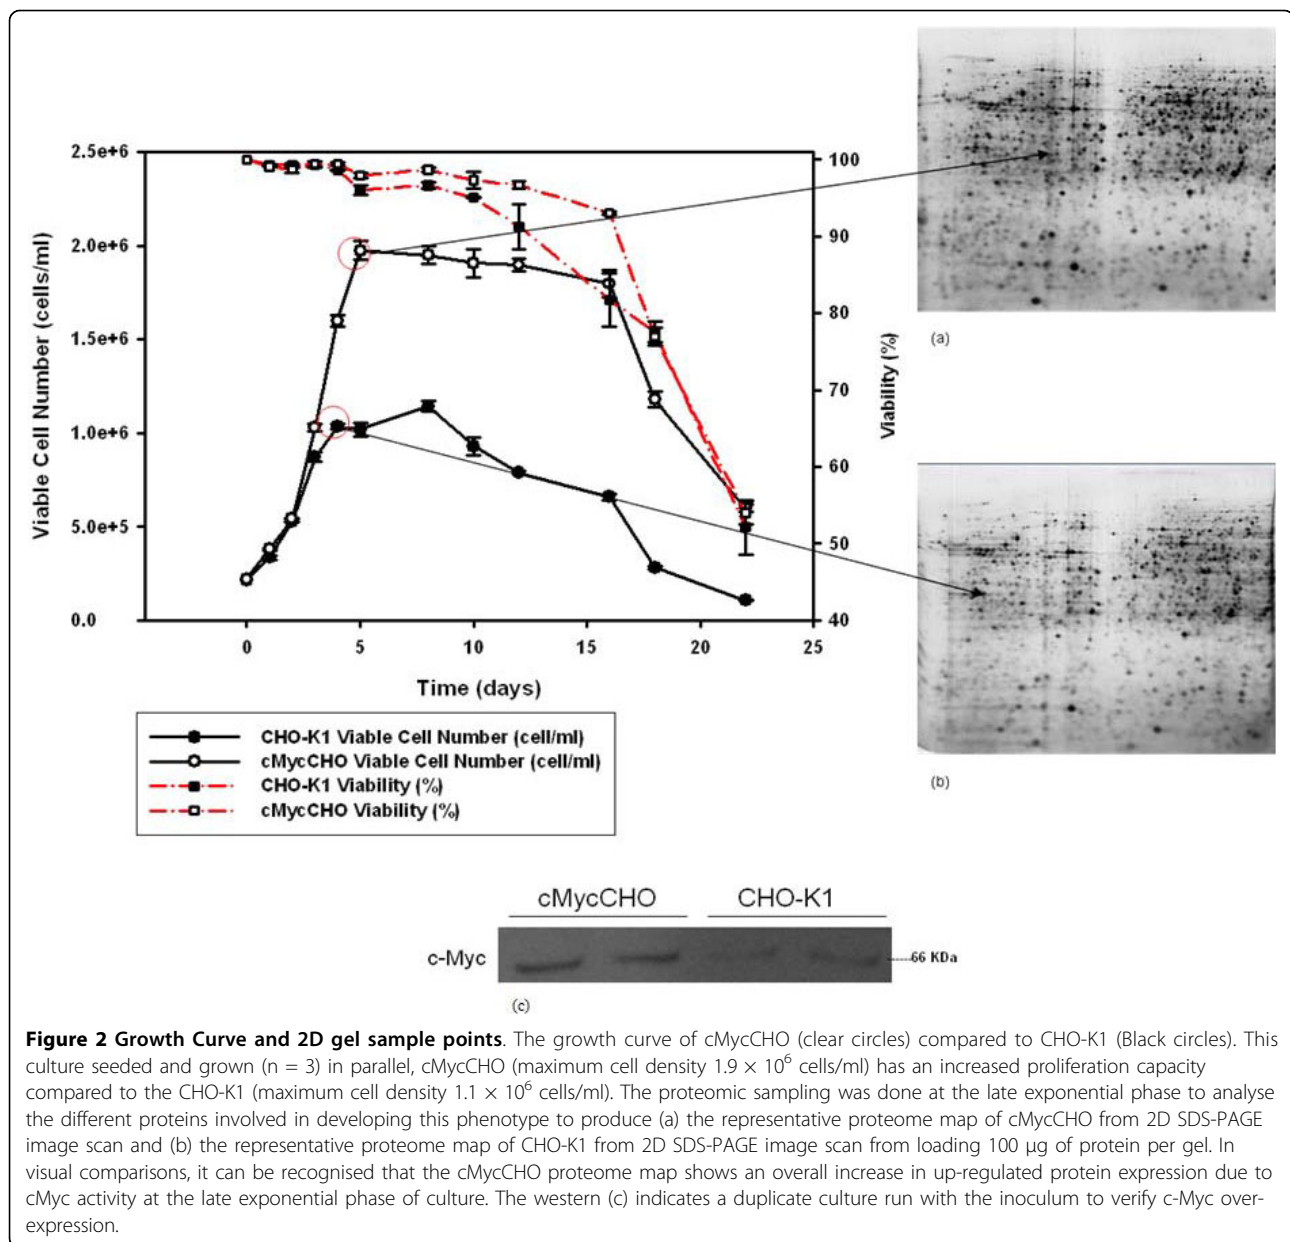 2.5e+6
2.0e+6
1.5e+6
1.0e+6
5.0e+5
0.0
Viable Cell Number (cells/ml)
100
90
80
70
60
50
40
Viability (%)
0
5
10
15
20
25
Time (days)
CHO-K1 Viable Cell Number (cell/ml)
cMycCHO Viable Cell Number (cell/ml)
CHO-K1 Viability (%)
cMycCHO Viability (%)
(a)
(b)
cMycCHO
CHO-K1
c-Myc
66 KDa
(c)
Figure 2 Growth Curve and 2D gel sample points. The growth curve of cMycCHO (clear circles) compared to CHO-K1 (Black circles). This
culture seeded and grown (n = 3) in parallel, cMycCHO (maximum cell density 1.9 × 10⁶ cells/ml) has an increased proliferation capacity
compared to the CHO-K1 (maximum cell density 1.1 × 10⁶ cells/ml). The proteomic sampling was done at the late exponential phase to analyse
the different proteins involved in developing this phenotype to produce (a) the representative proteome map of cMycCHO from 2D SDS-PAGE
image scan and (b) the representative proteome map of CHO-K1 from 2D SDS-PAGE image scan from loading 100 μg of protein per gel. In
visual comparisons, it can be recognised that the cMycCHO proteome map shows an overall increase in up-regulated protein expression due to
cMyc activity at the late exponential phase of culture. The western (c) indicates a duplicate culture run with the inoculum to verify c-Myc over-
expression.